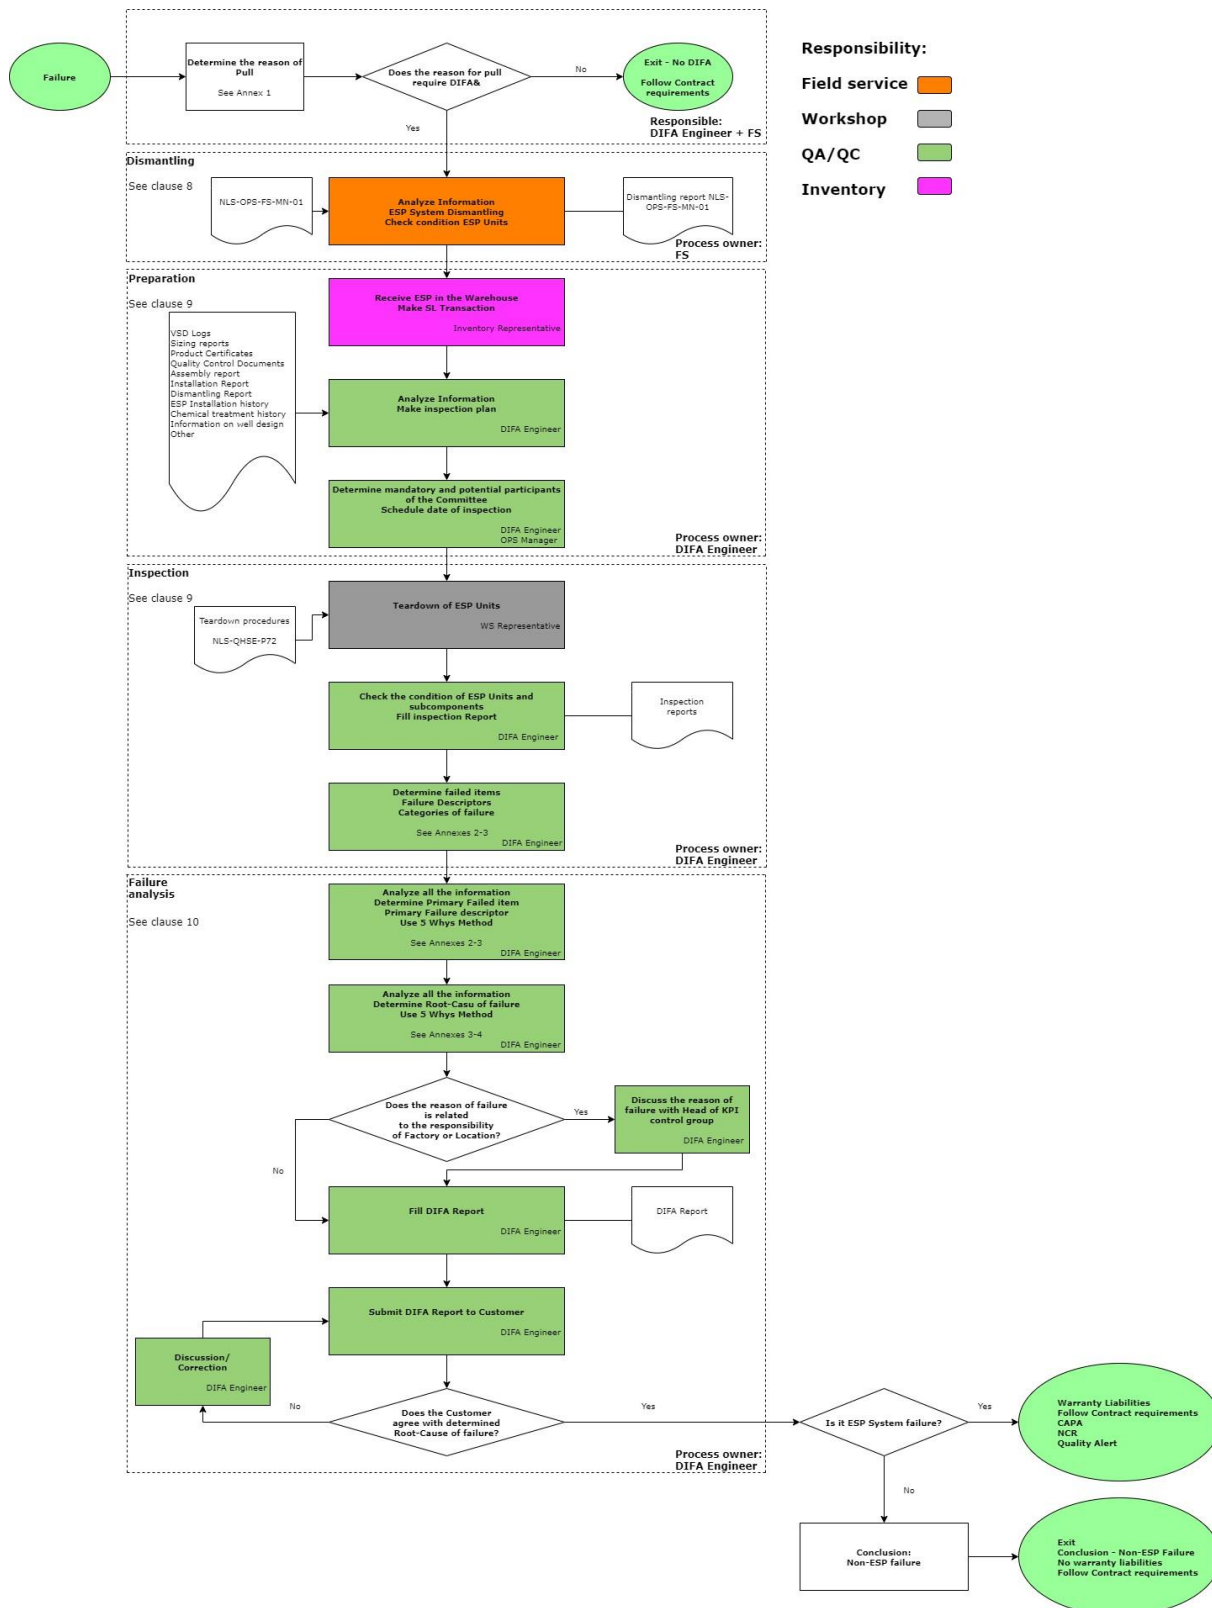 Failure
Determine the reason of
Pull
See Annex 1
Does the reason for pull
require DIFA&
No
Exit - No DIFA
Follow Contract
requirements
Yes
Responsible:
DIFA Engineer + FS
Responsibility:
Field service
Workshop
QA/QC
Inventory
Dismantling
See clause 8
NLS-OPS-FS-MN-01
Analyze Information
ESP System Dismantling
Check condition ESP Units
Dismantling report NLS-
OPS-FS-MN-01
Process owner:
FS
Preparation
See clause 9
Receive ESP in the Warehouse
Make SL Transaction
Inventory Representative
VSD Logs
Sizing reports
Product Certificates
Quality Control Documents
Assembly report
Installation Report
Dismantling Report
ESP Installation history
Chemical treatment history
Information on well design
Other
Analyze Information
Make inspection plan
DIFA Engineer
Determine mandatory and potential participants
of the Committee
Schedule date of inspection
DIFA Engineer
OPS Manager
Process owner:
DIFA Engineer
Inspection
See clause 9
Teardown procedures
NLS-QHSE-P72
Teardown of ESP Units
WS Representative
Check the condition of ESP Units and
subcomponents
Fill inspection Report
DIFA Engineer
Inspection
reports
Determine failed items
Failure Descriptors
Categories of failure
See Annexes 2-3
DIFA Engineer
Process owner:
DIFA Engineer
Failure
analysis
See clause 10
Analyze all the information
Determine Primary Failed item
Primary Failure descriptor
Use 5 Whys Method
See Annexes 2-3
DIFA Engineer
Analyze all the information
Determine Root-Casu of failure
Use 5 Whys Method
See Annexes 3-4
DIFA Engineer
Does the reason of failure
is related
to the responsibility
of Factory or Location?
Yes
Discuss the reason of
failure with Head of KPI
control group
DIFA Engineer
No
Fill DIFA Report
DIFA Engineer
DIFA Report
Submit DIFA Report to Customer
DIFA Engineer
Discussion/
Correction
DIFA Engineer
No
Does the Customer
agree with determined
Root-Cause of failure?
Yes
Process owner:
DIFA Engineer
Is it ESP System failure?
Yes
Warranty Liabilities
Follow Contract requirements
CAPA
NCR
Quality Alert
No
Conclusion:
Non-ESP failure
Exit
Conclusion - Non-ESP Failure
No warranty liabilities
Follow Contract requirements